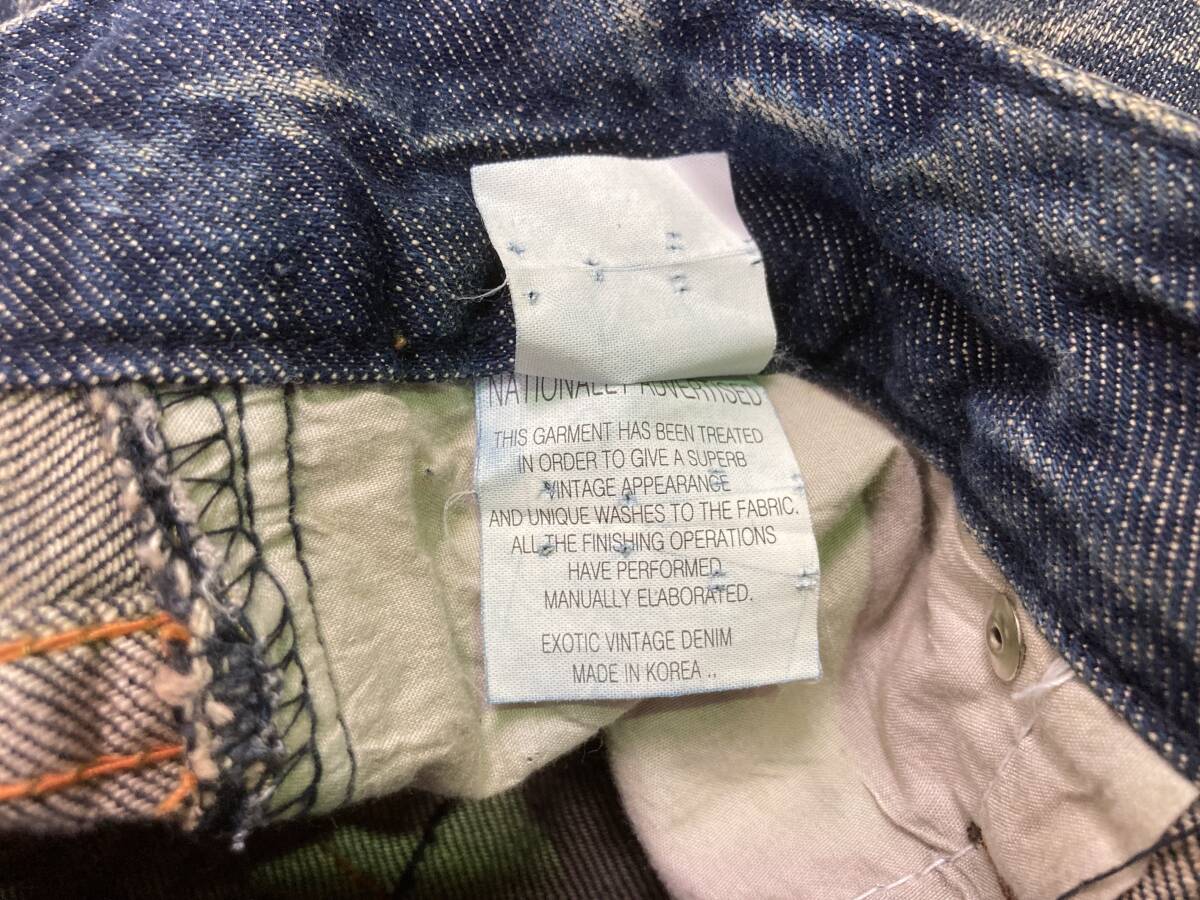 NATIONALLY ADVERTISED
THIS GARMENT HAS BEEN TREATED
IN ORDER TO GIVE A SUPERB
VINTAGE APPEARANCE
AND UNIQUE WASHES TO THE FABRIC.
ALL THE FINISHING OPERATIONS
HAVE PERFORMED
MANUALLY ELABORATED.
EXOTIC VINTAGE DENIM
MADE IN KOREA ..